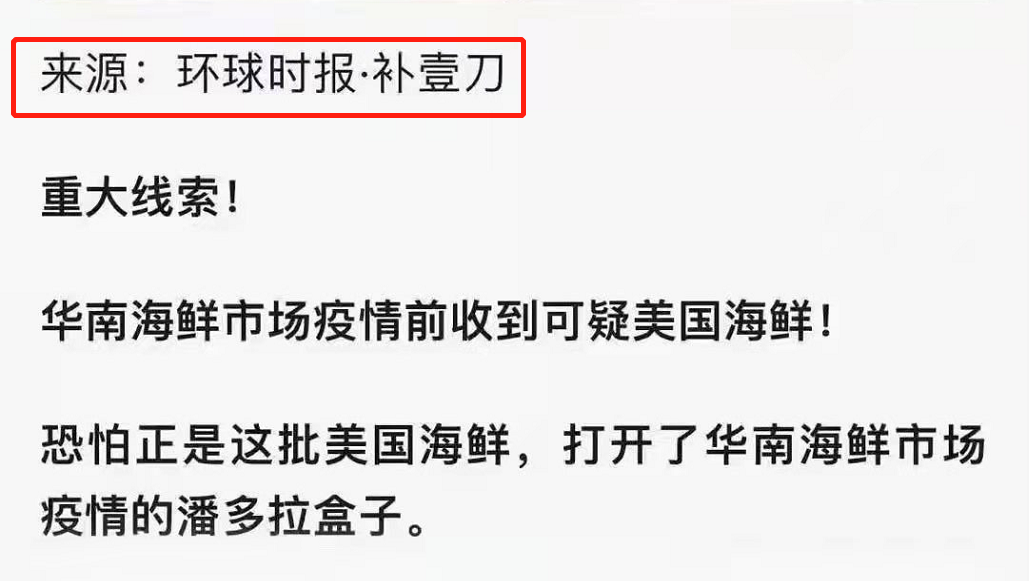 来源：环球时报·补壹刀
重大线索！
华南海鲜市场疫情前收到可疑美国海鲜！
恐怕正是这批美国海鲜，打开了华南海鲜市场
疫情的潘多拉盒子。